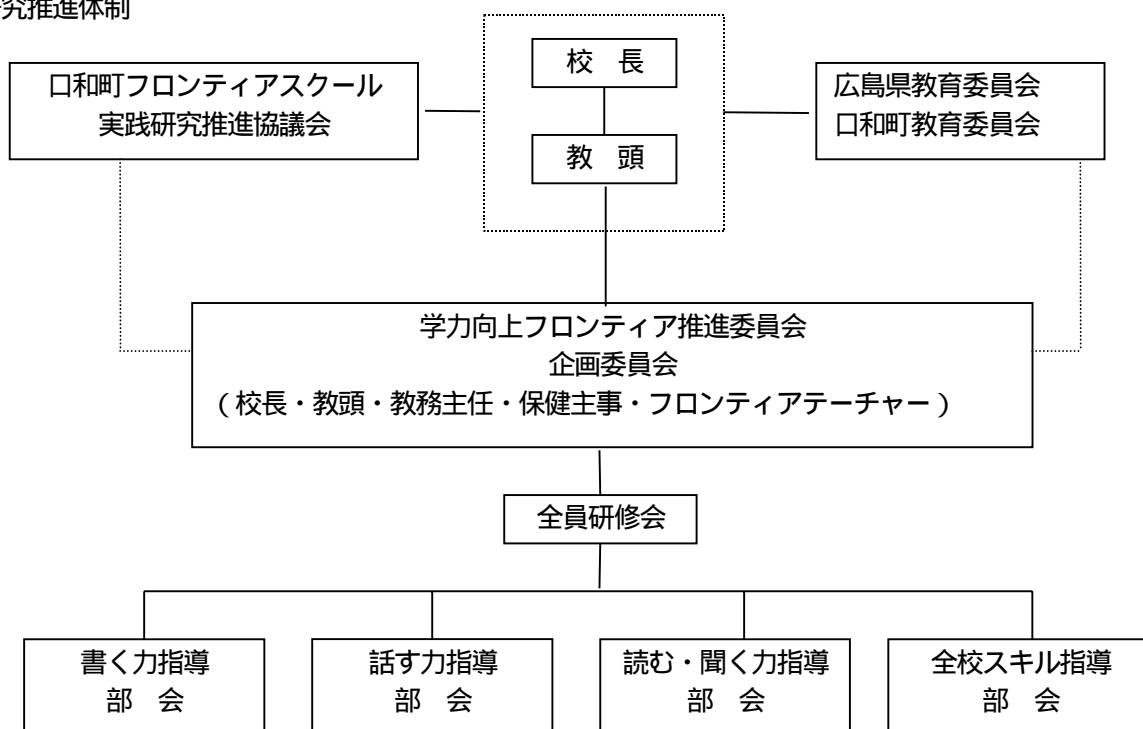 究推進体制
校 長
口和町フロンティアスクール
実践研究推進協議会
広島県教育委員会
口和町教育委員会
教 頭
学力向上フロンティア推進委員会
企画委員会
(校長・教頭・教務主任・保健主事・フロンティアテーチャー)
全員研修会
書く力指導
部 会
話す力指導
部 会
読む・聞く力指導
部 会
全校スキル指導
部 会